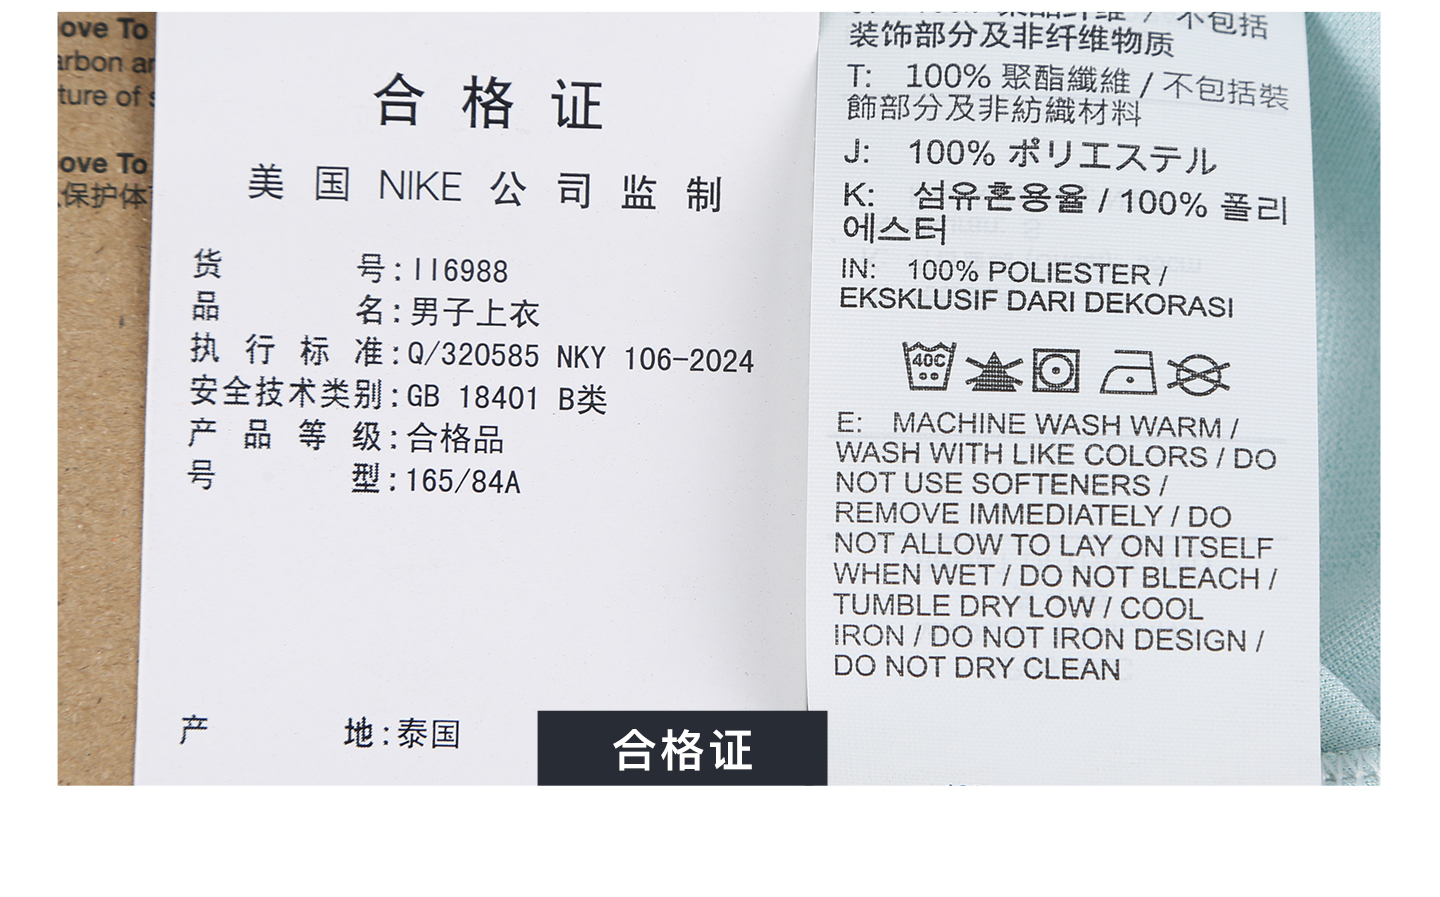 ove To
arbon ar
ture of s
ove To
保护体
合格证
美国NIKE公司监制
货号:II6988
品名:男子上衣
执行标准:Q/320585 NKY 106-2024
安全技术类别:GB 18401 B类
产品等级:合格品
号型:165/84A
产地:泰国
合格证
不包括
装饰部分及非纤维物质
T: 100% 聚酯纖維 / 不包括裝
飾部分及非紡織材料
J: 100% ポリエステル
K: 섬유혼용율 / 100% 폴리
에스터
IN: 100% POLIESTER /
EKSKLUSIF DARI DEKORASI
40C
E: MACHINE WASH WARM /
WASH WITH LIKE COLORS / DO
NOT USE SOFTENERS /
REMOVE IMMEDIATELY / DO
NOT ALLOW TO LAY ON ITSELF
WHEN WET / DO NOT BLEACH /
TUMBLE DRY LOW / COOL
IRON / DO NOT IRON DESIGN /
DO NOT DRY CLEAN